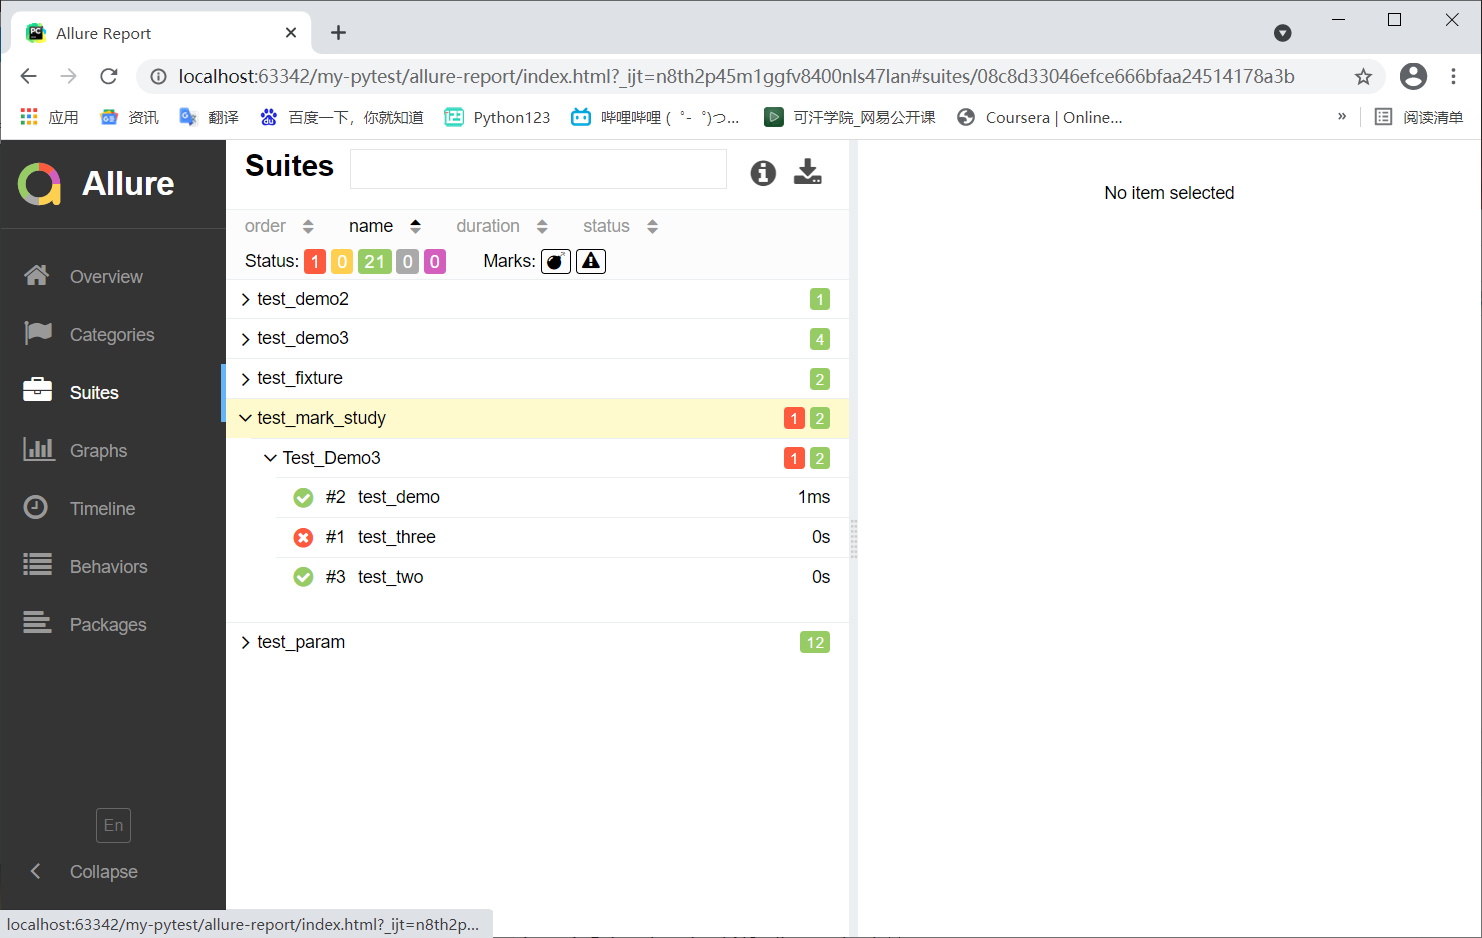 Allure Report
localhost:63342/my-pytest/allure-report/index.html?_ijt=n8th2p45m1ggfv8400nls47lan#suites/08c8d33046efce666bfaa24514178a3b
应用 资讯 翻译 百度一下，你就知道 Python123 哔哩哔哩 (゜-゜)つ... 可汗学院_网易公开课 Coursera | Online... » 阅读清单
Allure
Overview
Categories
Suites
Graphs
Timeline
Behaviors
Packages
En
Collapse
Suites
order name duration status
Status: 1 0 21 0 0 Marks:
test_demo2 1
test_demo3 4
test_fixture 2
test_mark_study 1 2
Test_Demo3 1 2
#2 test_demo 1ms
#1 test_three 0s
#3 test_two 0s
test_param 12
No item selected
localhost:63342/my-pytest/allure-report/index.html?_ijt=n8th2p...